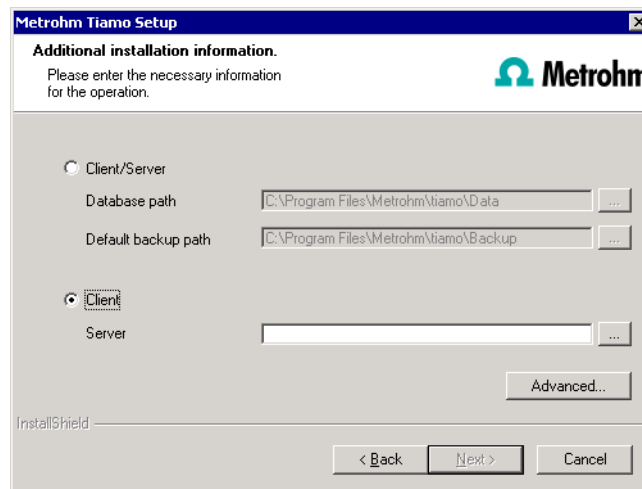 Metrohm Tiamo Setup
Additional installation information.
Please enter the necessary information
for the operation.
Metrohm
Client/Server
Database path
C:\Program Files\Metrohm\tiamo\Data
...
Default backup path
C:\Program Files\Metrohm\tiamo\Backup
...
Client
Server
...
Advanced...
InstallShield
< Back
Next >
Cancel